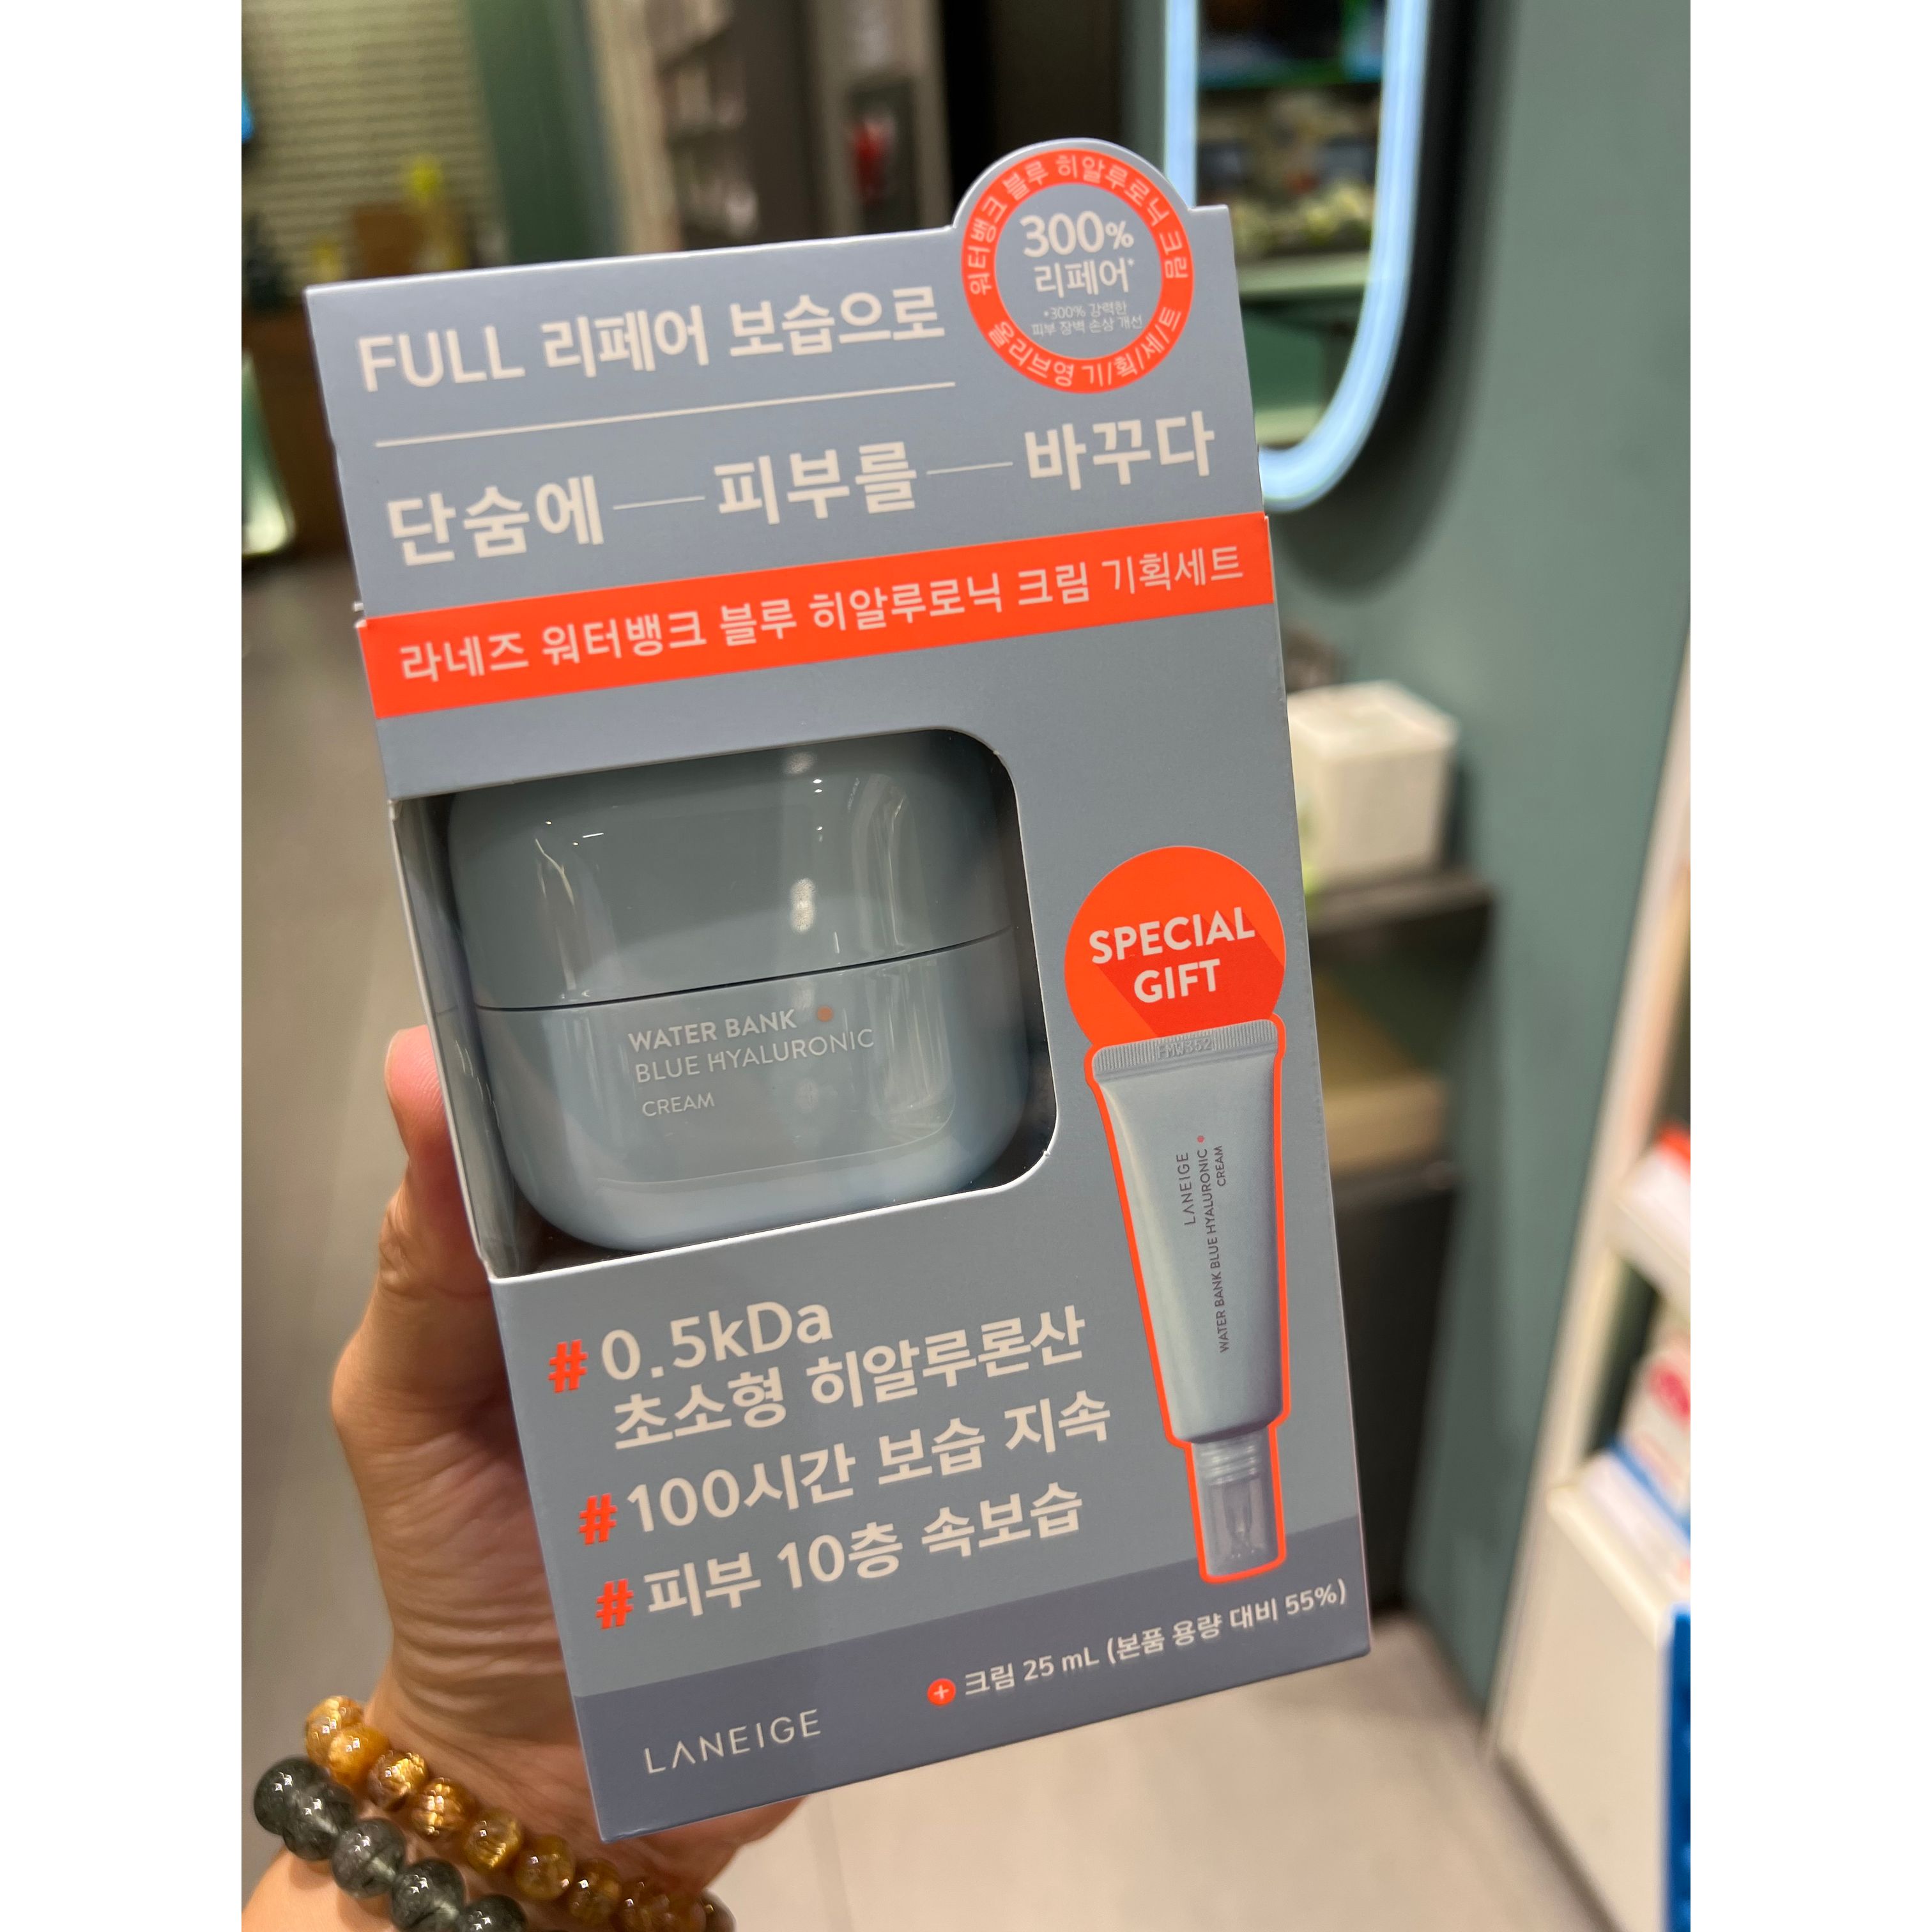 워터뱅크 블루 히알루로닉 크림
300%
리페어*
*300% 강력한
피부 장벽 손상 개선
올리브영 기/획/세/트
FULL 리페어 보습으로
단숨에 피부를 바꾸다
라네즈 워터뱅크 블루 히알루로닉 크림 기획세트
WATER BANK
BLUE HYALURONIC
CREAM
SPECIAL
GIFT
LANEIGE
WATER BANK BLUE HYALURONIC
CREAM
# 0.5kDa
초소형 히알루론산
# 100시간 보습 지속
# 피부 10층 속보습
+ 크림 25 mL (본품 용량 대비 55%)
LANEIGE